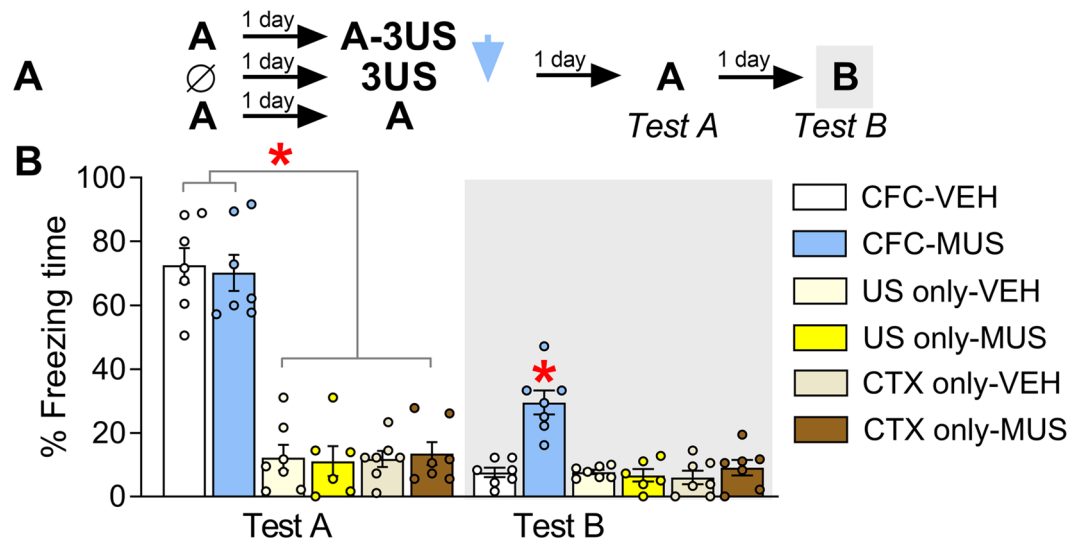 A
1 day
A
A-3US
1 day
∅
3US
1 day
A
A
1 day
A
1 day
B
Test A
Test B
B
*
100
80
60
40
20
0
% Freezing time
*
Test A
Test B
CFC-VEH
CFC-MUS
US only-VEH
US only-MUS
CTX only-VEH
CTX only-MUS